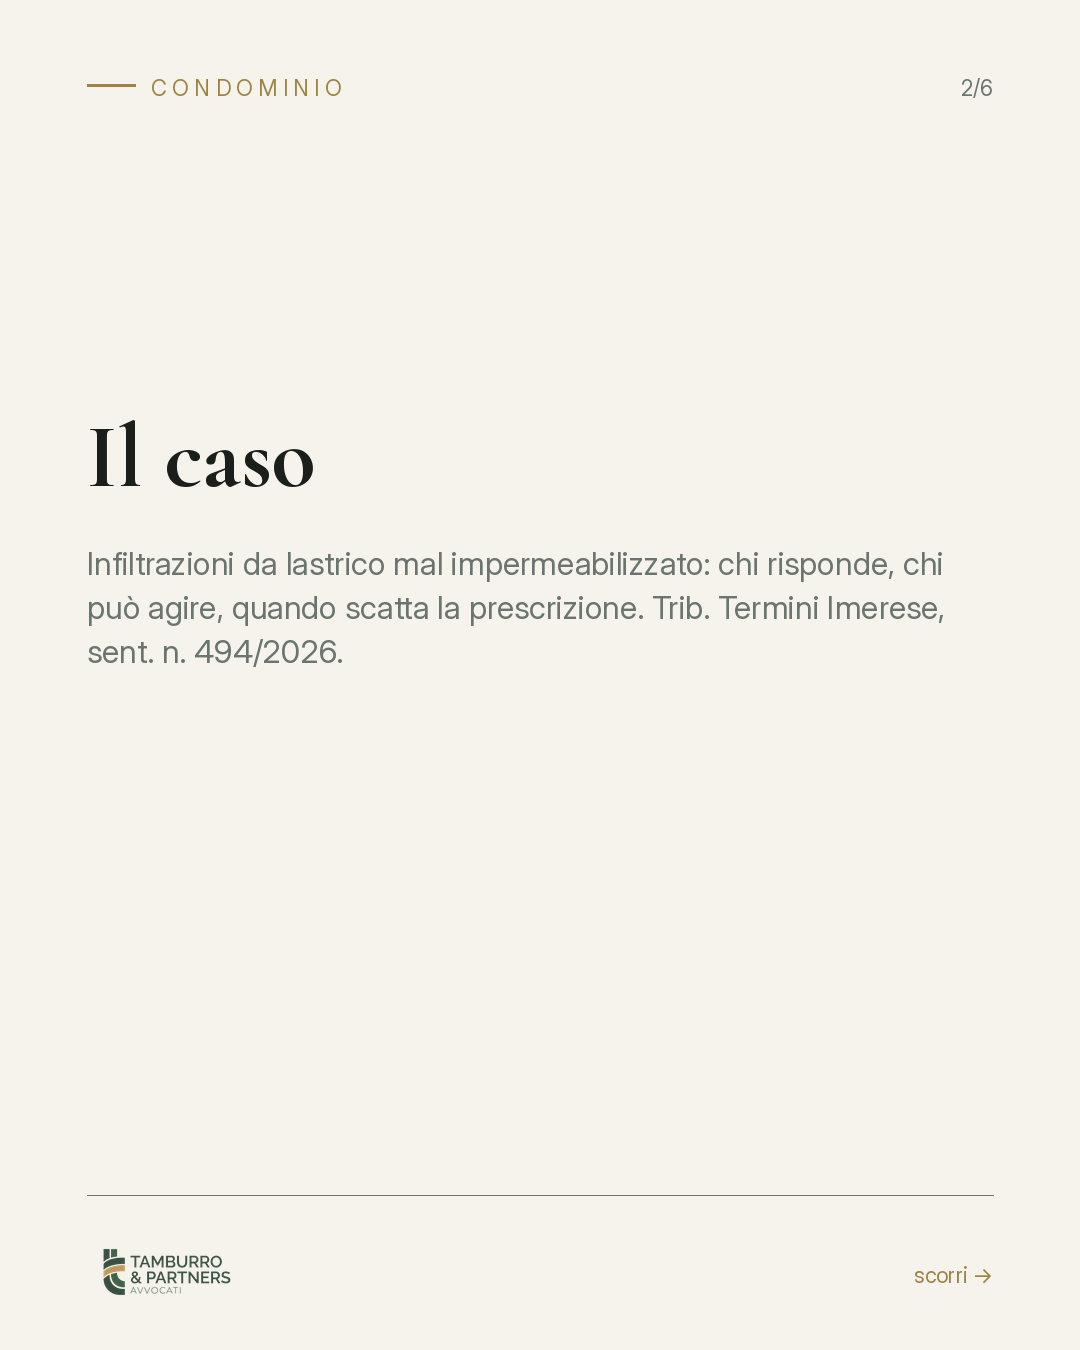 CONDOMINIO
2/6
Il caso
Infiltrazioni da lastrico mal impermeabilizzato: chi risponde, chi
può agire, quando scatta la prescrizione. Trib. Termini Imerese,
sent. n. 494/2026.
TAMBURRO
& PARTNERS
AVVOCATI
scorri →